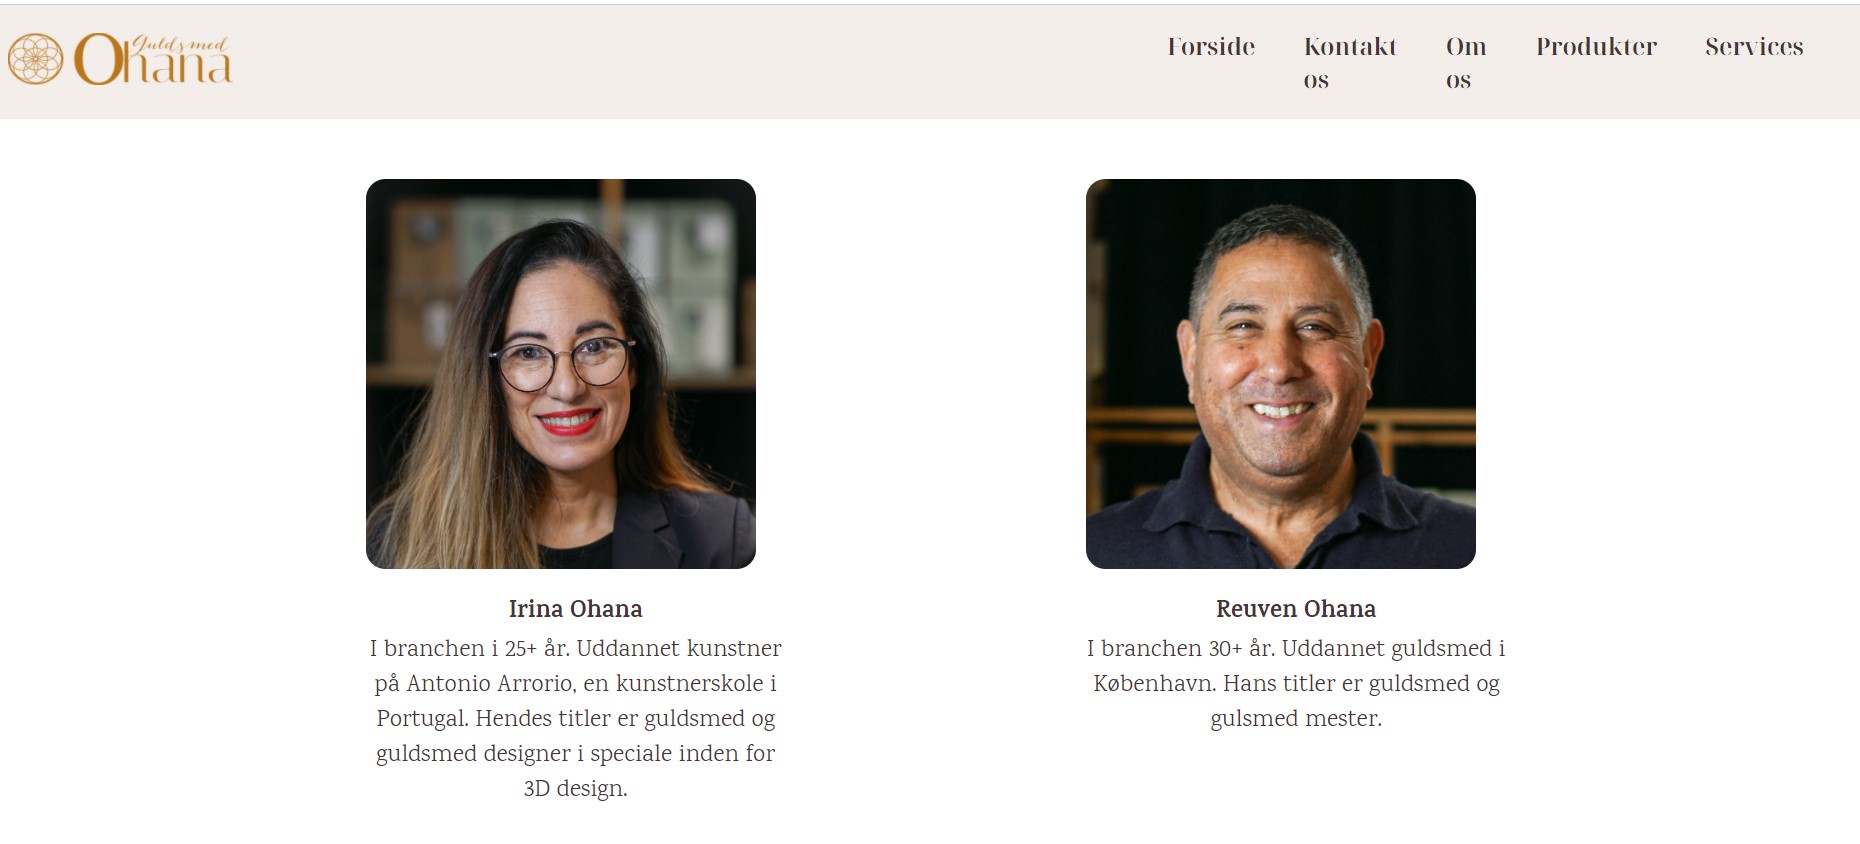 Guldsmed
Ohana
Forside
Kontakt
os
Om
os
Produkter
Services
Irina Ohana
I branchen i 25+ år. Uddannet kunstner
på Antonio Arrorio, en kunstnerskole i
Portugal. Hendes titler er guldsmed og
guldsmed designer i speciale inden for
3D design.
Reuven Ohana
I branchen 30+ år. Uddannet guldsmed i
København. Hans titler er guldsmed og
gulsmed mester.